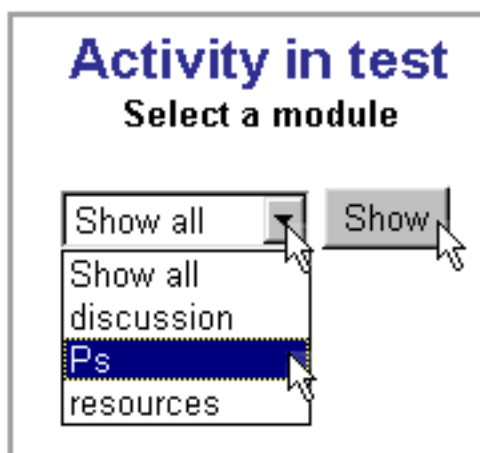 Activity in test
Select a module
Show all Show
Show all
discussion
Ps
resources